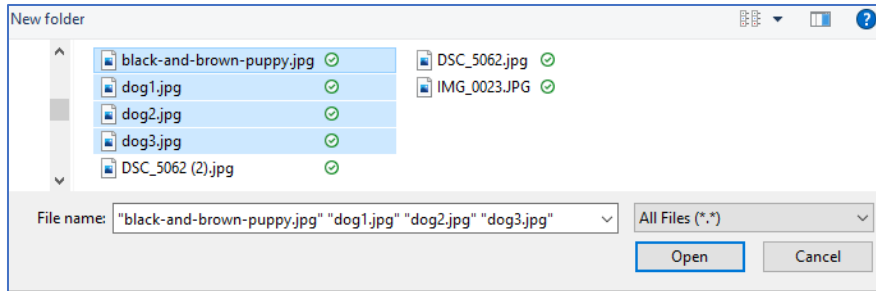 New folder
black-and-brown-puppy.jpg
dog1.jpg
dog2.jpg
dog3.jpg
DSC_5062 (2).jpg
DSC_5062.jpg
IMG_0023.JPG
File name: "black-and-brown-puppy.jpg" "dog1.jpg" "dog2.jpg" "dog3.jpg" All Files (*.*)
Open Cancel